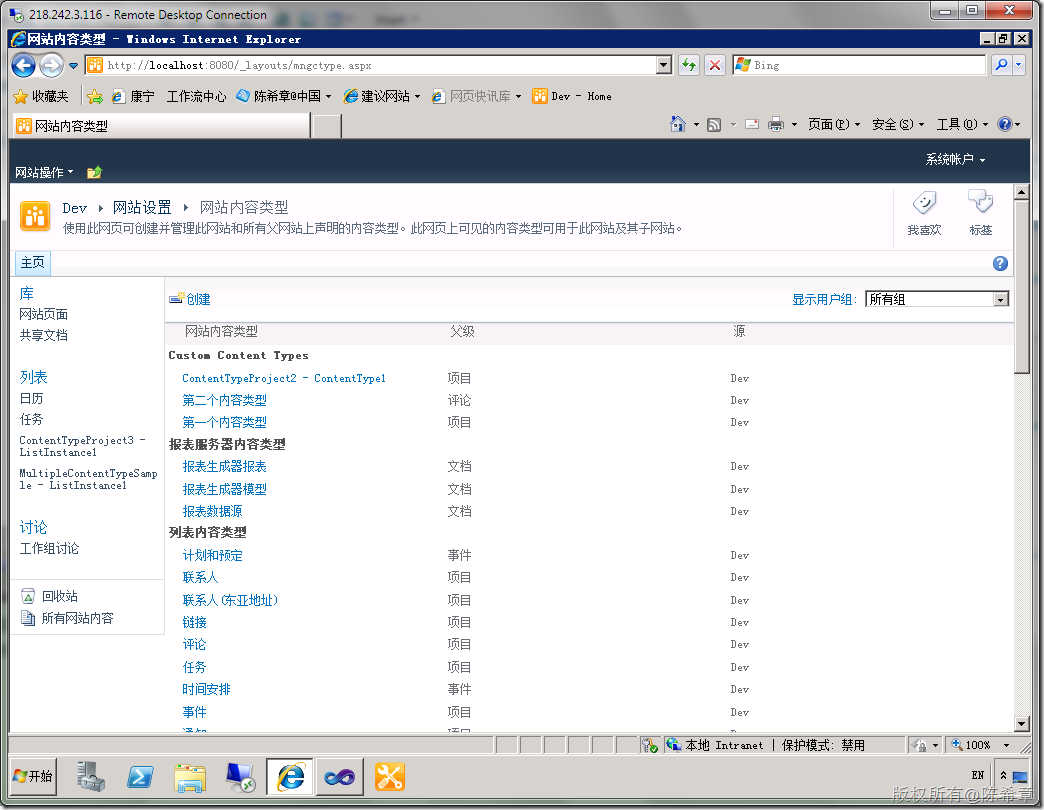 218.242.3.116 - Remote Desktop Connection
网站内容类型 - Windows Internet Explorer
http://localhost:8080/_layouts/mngctype.aspx
Bing
收藏夹
康宁
工作流中心
陈希章@中国
建议网站
网页快讯库
Dev - Home
网站内容类型
页面(P)
安全(S)
工具(O)
系统帐户
网站操作
Dev
网站设置
网站内容类型
使用此网页可创建并管理此网站和所有父网站上声明的内容类型。此网页上可见的内容类型可用于此网站及其子网站。
我喜欢
标签
主页
库
网站页面
共享文档
列表
日历
任务
ContentTypeProject3 -
ListInstance1
MultipleContentTypeSamp
le - ListInstance1
讨论
工作组讨论
回收站
所有网站内容
创建
显示用户组:
所有组
网站内容类型 父级 源
Custom Content Types
ContentTypeProject2 - ContentType1 项目 Dev
第二个内容类型 评论 Dev
第一个内容类型 项目 Dev
报表服务器内容类型
报表生成器报表 文档 Dev
报表生成器模型 文档 Dev
报表数据源 文档 Dev
列表内容类型
计划和预定 事件 Dev
联系人 项目 Dev
联系人(东亚地址) 项目 Dev
链接 项目 Dev
评论 项目 Dev
任务 项目 Dev
时间安排 事件 Dev
事件 项目 Dev
本地 Intranet | 保护模式: 禁用
100%
开始
EN
版权所有@陈希章